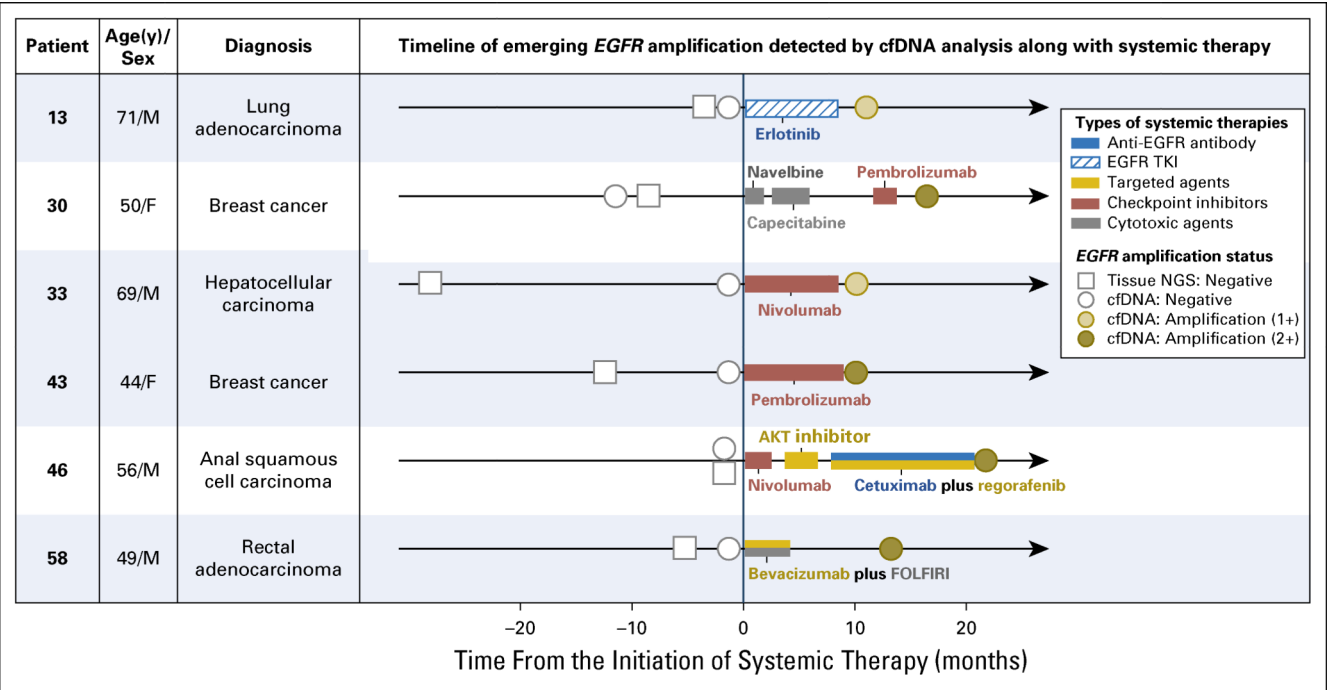 Patient
Age(y)/
Sex
Diagnosis
Timeline of emerging EGFR amplification detected by cfDNA analysis along with systemic therapy
13
71/M
Lung
adenocarcinoma
Erlotinib
30
50/F
Breast cancer
Navelbine
Pembrolizumab
Capecitabine
33
69/M
Hepatocellular
carcinoma
Nivolumab
43
44/F
Breast cancer
Pembrolizumab
46
56/M
Anal squamous
cell carcinoma
AKT inhibitor
Nivolumab
Cetuximab plus regorafenib
58
49/M
Rectal
adenocarcinoma
Bevacizumab plus FOLFIRI
Types of systemic therapies
Anti-EGFR antibody
EGFR TKI
Targeted agents
Checkpoint inhibitors
Cytotoxic agents
EGFR amplification status
Tissue NGS: Negative
cfDNA: Negative
cfDNA: Amplification (1+)
cfDNA: Amplification (2+)
–20 –10 0 10 20
Time From the Initiation of Systemic Therapy (months)